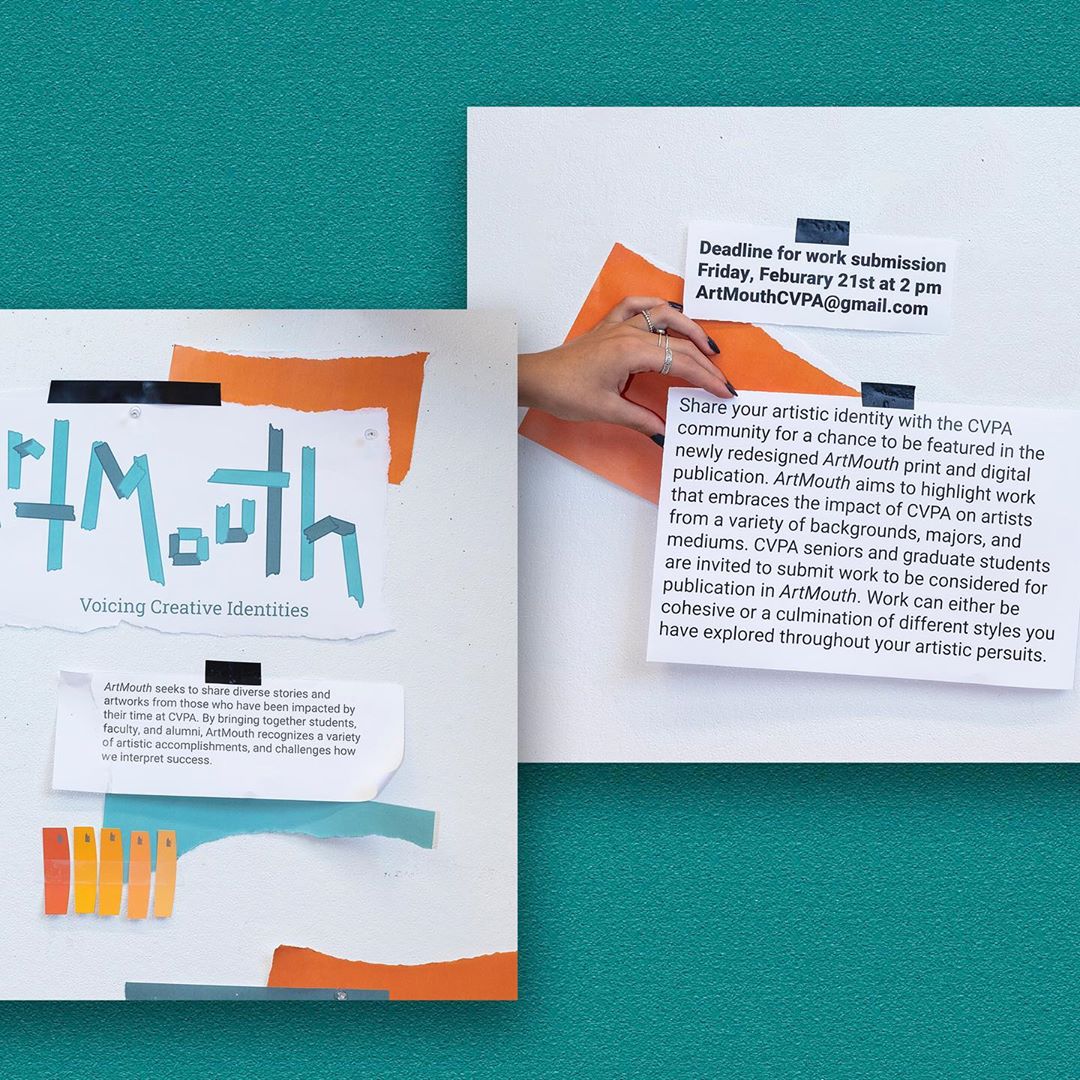 rtMouth
Voicing Creative Identities
ArtMouth seeks to share diverse stories and
artworks from those who have been impacted by
their time at CVPA. By bringing together students,
faculty, and alumni, ArtMouth recognizes a variety
of artistic accomplishments, and challenges how
we interpret success.
Deadline for work submission
Friday, Feburary 21st at 2 pm
ArtMouthCVPA@gmail.com
Share your artistic identity with the CVPA
community for a chance to be featured in the
newly redesigned ArtMouth print and digital
publication. ArtMouth aims to highlight work
that embraces the impact of CVPA on artists
from a variety of backgrounds, majors, and
mediums. CVPA seniors and graduate students
are invited to submit work to be considered for
publication in ArtMouth. Work can either be
cohesive or a culmination of different styles you
have explored throughout your artistic persuits.